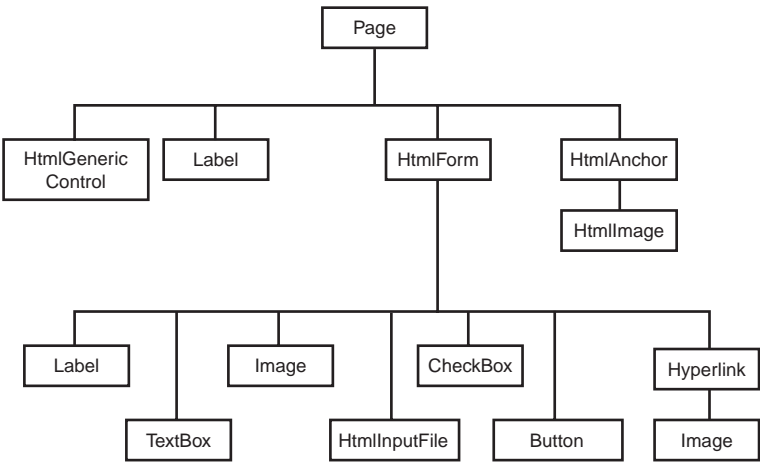 Page
HtmlGeneric
Control
Label
HtmlForm
HtmlAnchor
HtmlImage
Label
Image
CheckBox
Hyperlink
TextBox
HtmlInputFile
Button
Image